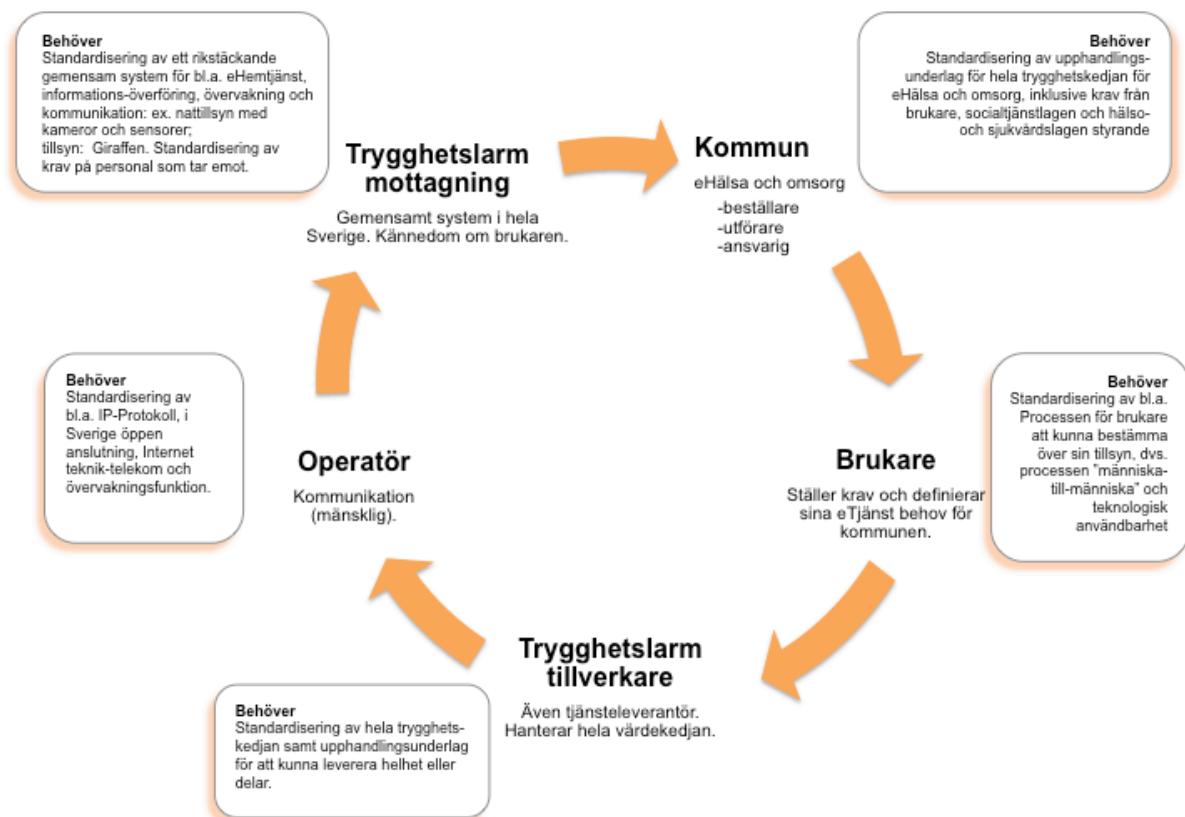 Behöver
Standardisering av ett rikstäckande
gemensam system för bl.a. eHemtjänst,
informations-överföring, övervakning och
kommunikation: ex. nattillsyn med
kameror och sensorer;
tillsyn:  Giraffen. Standardisering av
krav på personal som tar emot.
Trygghetslarm
mottagning
Gemensamt system i hela
Sverige. Kännedom om brukaren.
Kommun
eHälsa och omsorg
-beställare
-utförare
-ansvarig
Behöver
Standardisering av upphandlings-
underlag för hela trygghetskedjan för
eHälsa och omsorg, inklusive krav från
brukare, socialtjänstlagen och hälso-
och sjukvårdslagen styrande
Behöver
Standardisering av
bl.a. IP-Protokoll, i
Sverige öppen
anslutning, Internet
teknik-telekom och
övervakningsfunktion.
Operatör
Kommunikation
(mänsklig).
Brukare
Ställer krav och definierar
sina eTjänst behov för
kommunen.
Behöver
Standardisering av bl.a.
Processen för brukare
att kunna bestämma
över sin tillsyn, dvs.
processen ”människa-
till-människa” och
teknologisk
användbarhet
Trygghetslarm
tillverkare
Även tjänsteleverantör.
Hanterar hela värdekedjan.
Behöver
Standardisering av hela trygghets-
kedjan samt upphandlingsunderlag
för att kunna leverera helhet eller
delar.